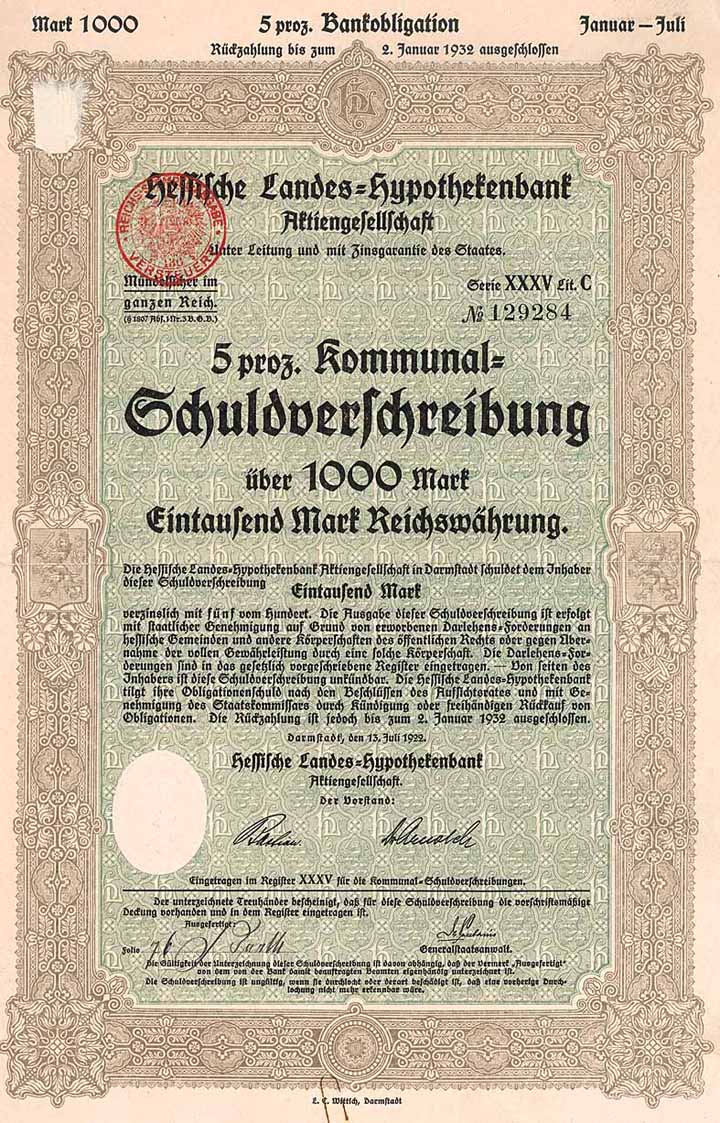 Mark 1000 5 proz. Bankobligation Januar – Juli
Rückzahlung bis zum 2. Januar 1932 ausgeschlossen
HL
Hessische Landes=Hypothekenbank
Aktiengesellschaft
Unter Leitung und mit Zinsgarantie des Staates.
VERSTEUERT
Mündelsicher im
ganzen Reich.
(§ 1807 Abs. 1 Nr. 3 B.G.B.)
Serie XXXV Lit. C
№ 129284
5 proz. Kommunal=
Schuldverschreibung
über 1000 Mark
Eintausend Mark Reichswährung.
Die Hessische Landes=Hypothekenbank Aktiengesellschaft in Darmstadt schuldet dem Inhaber
dieser Schuldverschreibung
Eintausend Mark
verzinslich mit fünf vom Hundert. Die Ausgabe dieser Schuldverschreibung ist erfolgt
mit staatlicher Genehmigung auf Grund von erworbenen Darlehens=Forderungen an
hessische Gemeinden und andere Körperschaften des öffentlichen Rechts oder gegen Über=
nahme der vollen Gewährleistung durch eine solche Körperschaft. Die Darlehens=For=
derungen sind in das gesetzlich vorgeschriebene Register eingetragen. — Von seiten des
Inhabers ist diese Schuldverschreibung unkündbar. Die Hessische Landes=Hypothekenbank
tilgt ihre Obligationenschuld nach den Beschlüssen des Aufsichtsrates und mit Ge=
nehmigung des Staatskommissars durch Kündigung oder freihändigen Rückkauf von
Obligationen. Die Rückzahlung ist jedoch bis zum 2. Januar 1932 ausgeschlossen.
Darmstadt, den 13. Juli 1922.
Hessische Landes=Hypothekenbank
Aktiengesellschaft.
Der Vorstand:
Bastian.
Eingetragen im Register XXXV für die Kommunal=Schuldverschreibungen.
Der unterzeichnete Treuhänder bescheinigt, daß für diese Schuldverschreibung die vorschriftsmäßige
Deckung vorhanden und in dem Register eingetragen ist.
Ausgefertigt:
Folio 76
Generalstaatsanwalt.
Die Gültigkeit der Unterzeichnung dieser Schuldverschreibung ist davon abhängig, daß der Vermerk „Ausgefertigt"
von dem von der Bank damit beauftragten Beamten eigenhändig unterzeichnet ist.
Die Schuldverschreibung ist ungültig, wenn sie durchlocht oder derart beschädigt ist, daß eine vorherige Durch=
lochung nicht mehr erkennbar wäre.
L. C. Wittich, Darmstadt